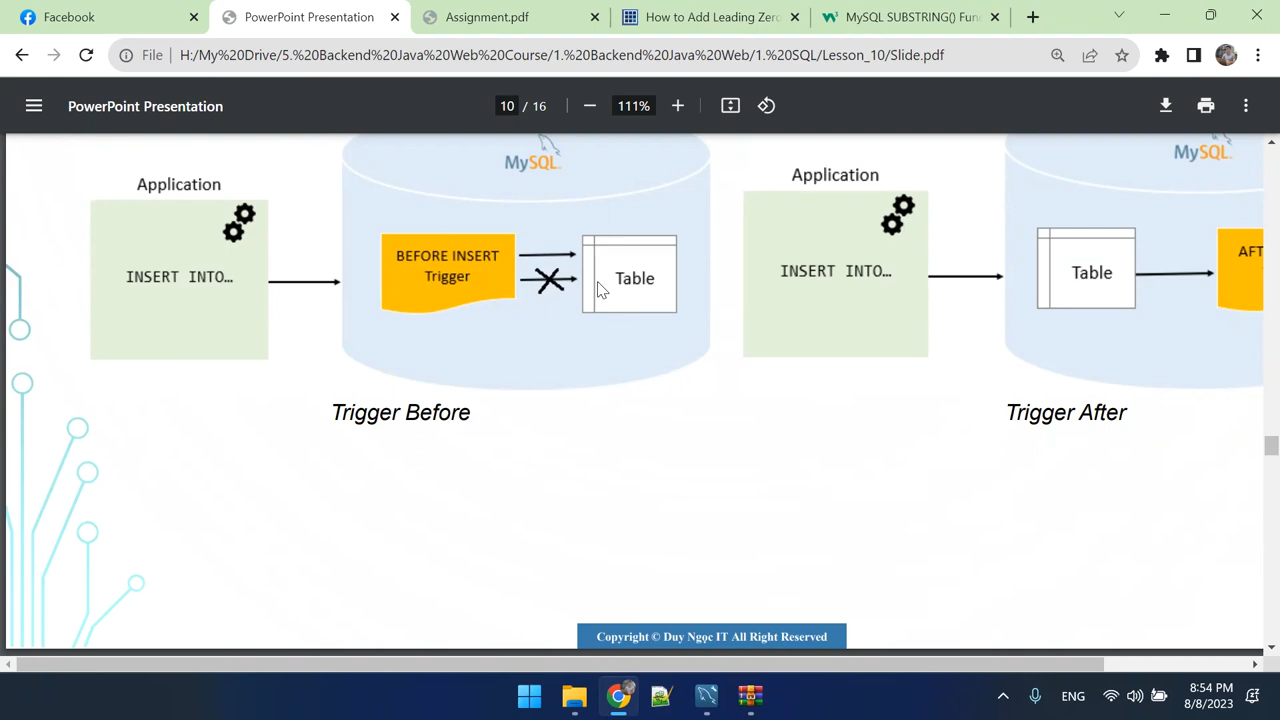 Facebook
PowerPoint Presentation
Assignment.pdf
How to Add Leading Zero
MySQL SUBSTRING() Fun
File
H:/My%20Drive/5.%20Backend%20Java%20Web%20Course/1.%20Backend%20Java%20Web/1.%20SQL/Lesson_10/Slide.pdf
PowerPoint Presentation
10 / 16
111%
MySQL
MySQL
Application
Application
BEFORE INSERT
Trigger
INSERT INTO…
Table
INSERT INTO…
Table
AF
Trigger Before
Trigger After
Copyright © Duy Ngọc IT All Right Reserved
ENG
8:54 PM
8/8/2023